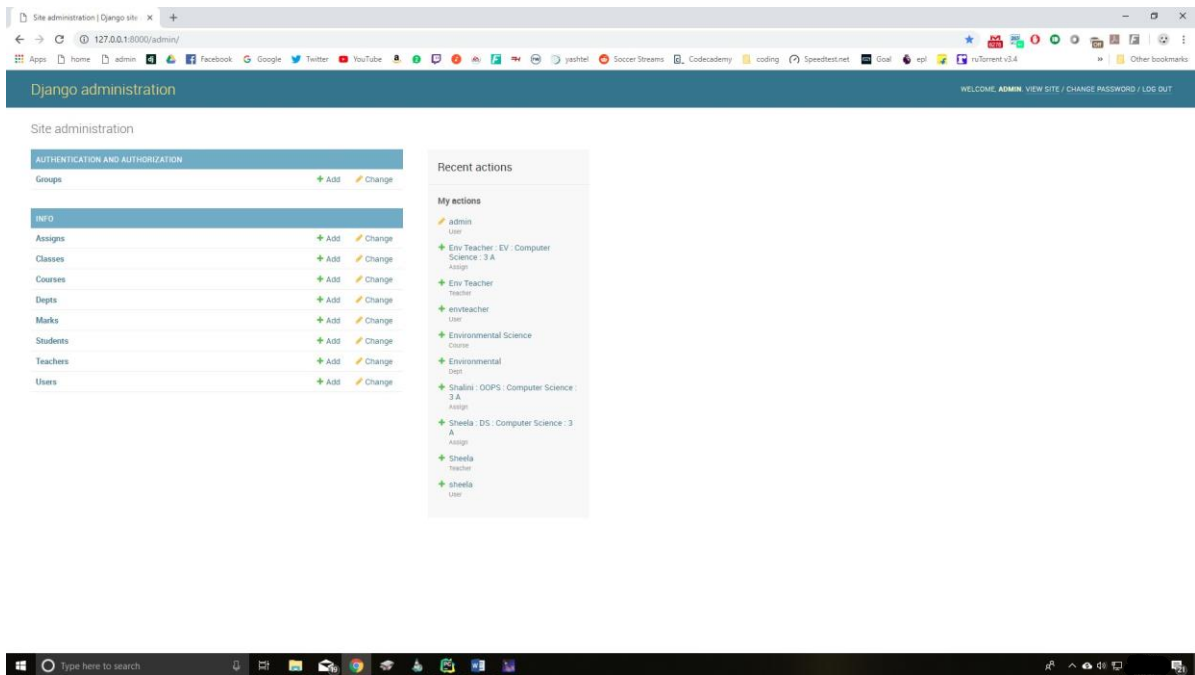 Site administration | Django site
127.0.0.1:8000/admin/
Apps home admin dj Facebook G Google Twitter YouTube yashtel Soccer Streams Codecademy coding Speedtest.net Goal epl ruTorrent v3.4 » Other bookmarks
Django administration
WELCOME, ADMIN. VIEW SITE / CHANGE PASSWORD / LOG OUT
Site administration
AUTHENTICATION AND AUTHORIZATION
Groups + Add Change
INFO
Assigns + Add Change
Classes + Add Change
Courses + Add Change
Depts + Add Change
Marks + Add Change
Students + Add Change
Teachers + Add Change
Users + Add Change
Recent actions
My actions
admin
User
+ Env Teacher : EV : Computer
Science : 3 A
Assign
+ Env Teacher
Teacher
+ envteacher
User
+ Environmental Science
Course
+ Environmental
Dept
+ Shalini : OOPS : Computer Science :
3 A
Assign
+ Sheela : DS : Computer Science : 3
A
Assign
+ Sheela
Teacher
+ sheela
User
Type here to search